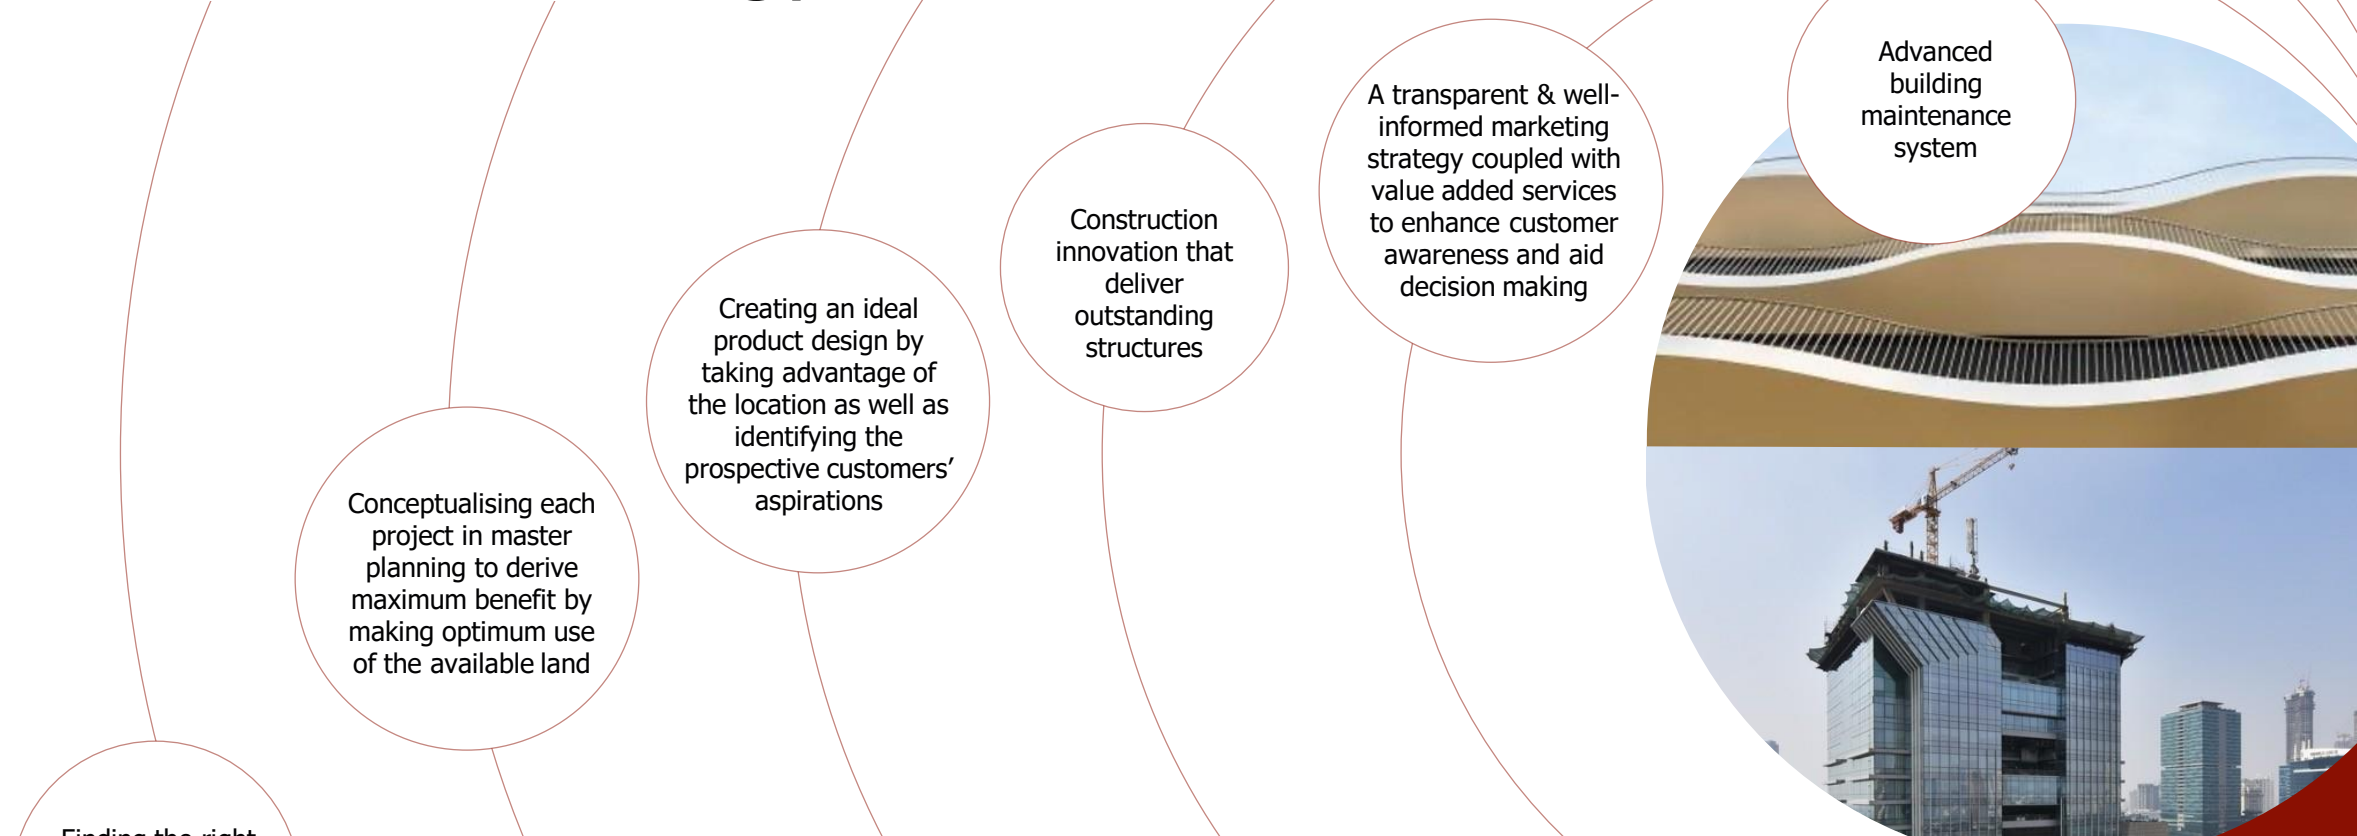 Advanced
building
maintenance
system
A transparent & well-
informed marketing
strategy coupled with
value added services
to enhance customer
awareness and aid
decision making
Construction
innovation that
deliver
outstanding
structures
Creating an ideal
product design by
taking advantage of
the location as well as
identifying the
prospective customers’
aspirations
Conceptualising each
project in master
planning to derive
maximum benefit by
making optimum use
of the available land
Finding the right